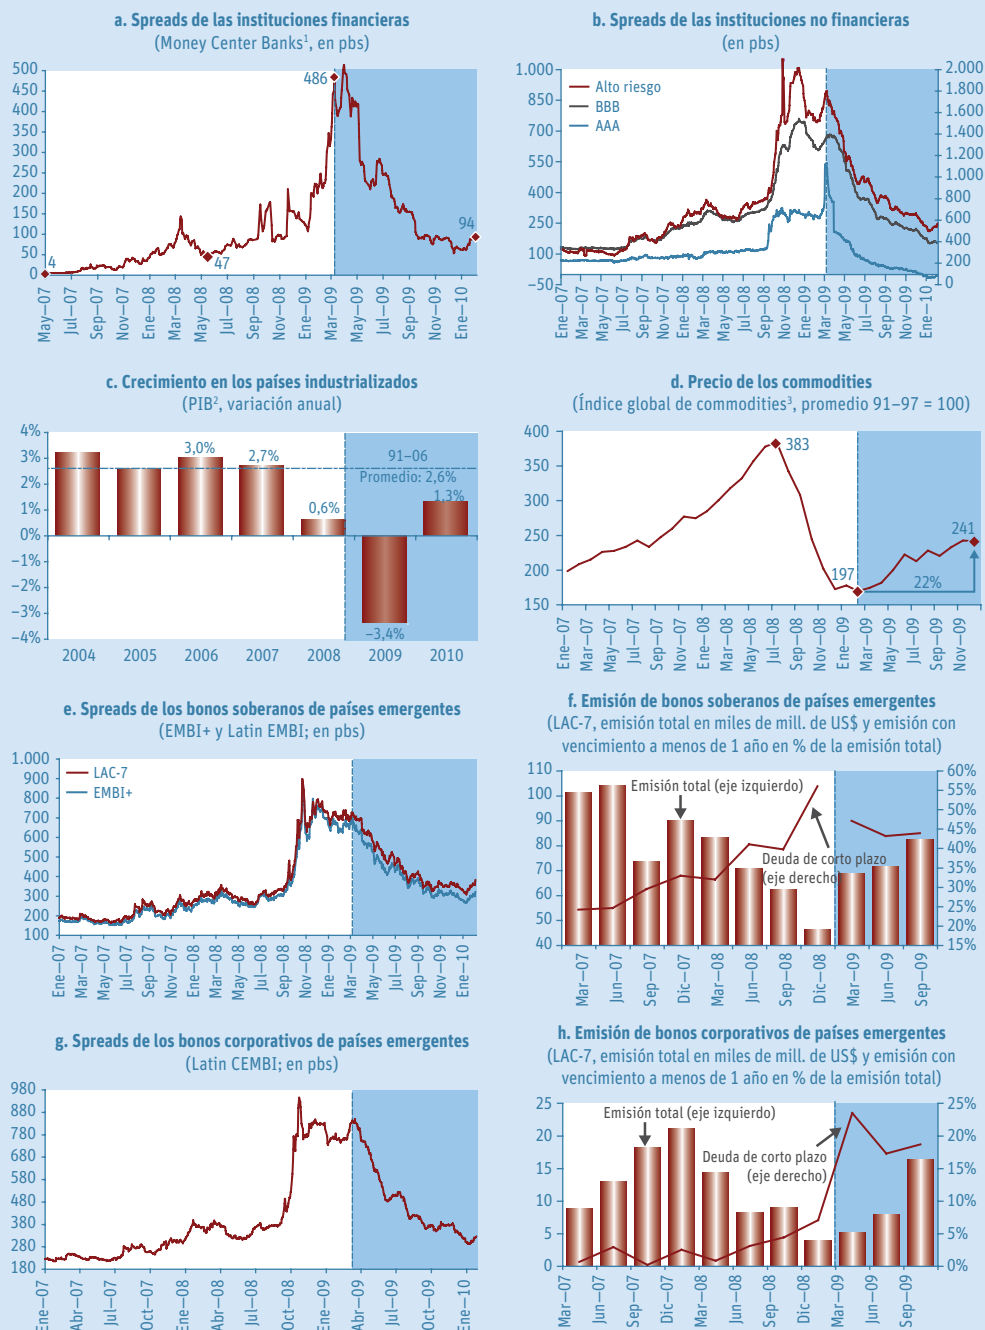 a. Spreads de las instituciones financieras
(Money Center Banks¹, en pbs)
500
450
400
350
300
250
200
150
100
50
0
4
47
486
94
May–07
Jul–07
Sep–07
Nov–07
Ene–08
Mar–08
May–08
Jul–08
Sep–08
Nov–08
Ene–09
Mar–09
May–09
Jul–09
Sep–09
Nov–09
Ene–10
b. Spreads de las instituciones no financieras
(en pbs)
1.000
850
700
550
400
250
100
–50
Alto riesgo
BBB
AAA
2.000
1.800
1.600
1.400
1.200
1.000
800
600
400
200
0
Ene–07
Mar–07
May–07
Jul–07
Sep–07
Nov–07
Ene–08
Mar–08
May–08
Jul–08
Sep–08
Nov–08
Ene–09
Mar–09
May–09
Jul–09
Sep–09
Nov–09
Ene–10
c. Crecimiento en los países industrializados
(PIB², variación anual)
4%
3%
2%
1%
0%
–1%
–2%
–3%
–4%
3,0%
2,7%
0,6%
91–06
Promedio: 2,6%
1,3%
–3,4%
2004
2005
2006
2007
2008
2009
2010
d. Precio de los commodities
(Índice global de commodities³, promedio 91–97 = 100)
400
350
300
250
200
150
383
197
241
22%
Ene–07
Mar–07
May–07
Jul–07
Sep–07
Nov–07
Ene–08
Mar–08
May–08
Jul–08
Sep–08
Nov–08
Ene–09
Mar–09
May–09
Jul–09
Sep–09
Nov–09
e. Spreads de los bonos soberanos de países emergentes
(EMBI+ y Latin EMBI; en pbs)
1.000
900
800
700
600
500
400
300
200
100
LAC-7
EMBI+
Ene–07
Mar–07
May–07
Jul–07
Sep–07
Nov–07
Ene–08
Mar–08
May–08
Jul–08
Sep–08
Nov–08
Ene–09
Mar–09
May–09
Jul–09
Sep–09
Nov–09
Ene–10
f. Emisión de bonos soberanos de países emergentes
(LAC-7, emisión total en miles de mill. de US$ y emisión con
vencimiento a menos de 1 año en % de la emisión total)
110
100
90
80
70
60
50
40
Emisión total (eje izquierdo)
Deuda de corto plazo
(eje derecho)
60%
55%
50%
45%
40%
35%
30%
25%
20%
15%
Mar–07
Jun–07
Sep–07
Dic–07
Mar–08
Jun–08
Sep–08
Dic–08
Mar–09
Jun–09
Sep–09
g. Spreads de los bonos corporativos de países emergentes
(Latin CEMBI; en pbs)
980
880
780
680
580
480
380
280
180
Ene–07
Abr–07
Jul–07
Oct–07
Ene–08
Abr–08
Jul–08
Oct–08
Ene–09
Abr–09
Jul–09
Oct–09
Ene–10
h. Emisión de bonos corporativos de países emergentes
(LAC-7, emisión total en miles de mill. de US$ y emisión con
vencimiento a menos de 1 año en % de la emisión total)
25
20
15
10
5
0
Emisión total (eje izquierdo)
Deuda de corto plazo
(eje derecho)
25%
20%
15%
10%
5%
0%
Mar–07
Jun–07
Sep–07
Dic–07
Mar–08
Jun–08
Sep–08
Dic–08
Mar–09
Jun–09
Sep–09